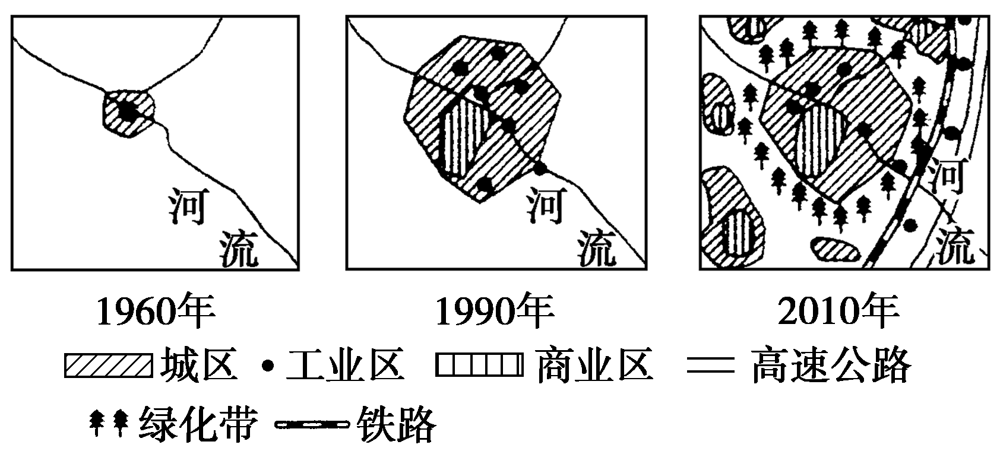 河
流
河
流
河
流
1960年
1990年
2010年
城区 工业区 商业区 高速公路
绿化带 铁路